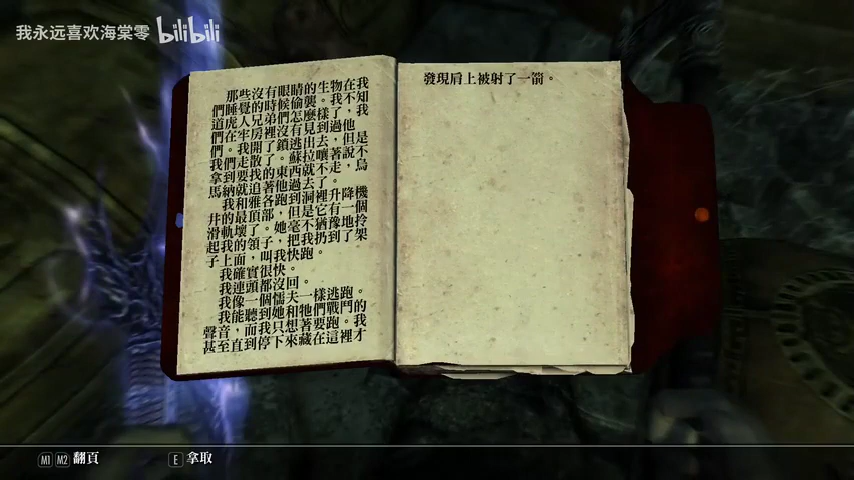 我永远喜欢海棠零 bilibili
那些沒有眼睛的生物在我
們睡覺的時候偷襲。我不知
道虎人兄弟們怎麼樣了，我
們在牢房裡沒有見到過他
們。我開了鎖逃出去，但是
我們走散了。蘇拉嚷著說不
拿到要找的東西就不走，烏
馬納就追著他過去了。
我和雅各跑到洞裡升降機
井的最頂部，但是它有一個
滑軌壞了。她毫不猶豫地拎
起我的領子，把我扔到了架
子上面，叫我快跑。
我確實很快。
我連頭都沒回。
我像一個懦夫一樣逃跑。
我能聽到她和牠們戰鬥的
聲音，而我只想著要跑。我
甚至直到停下來藏在這裡才
發現肩上被射了一箭。
M1 M2 翻頁
E 拿取